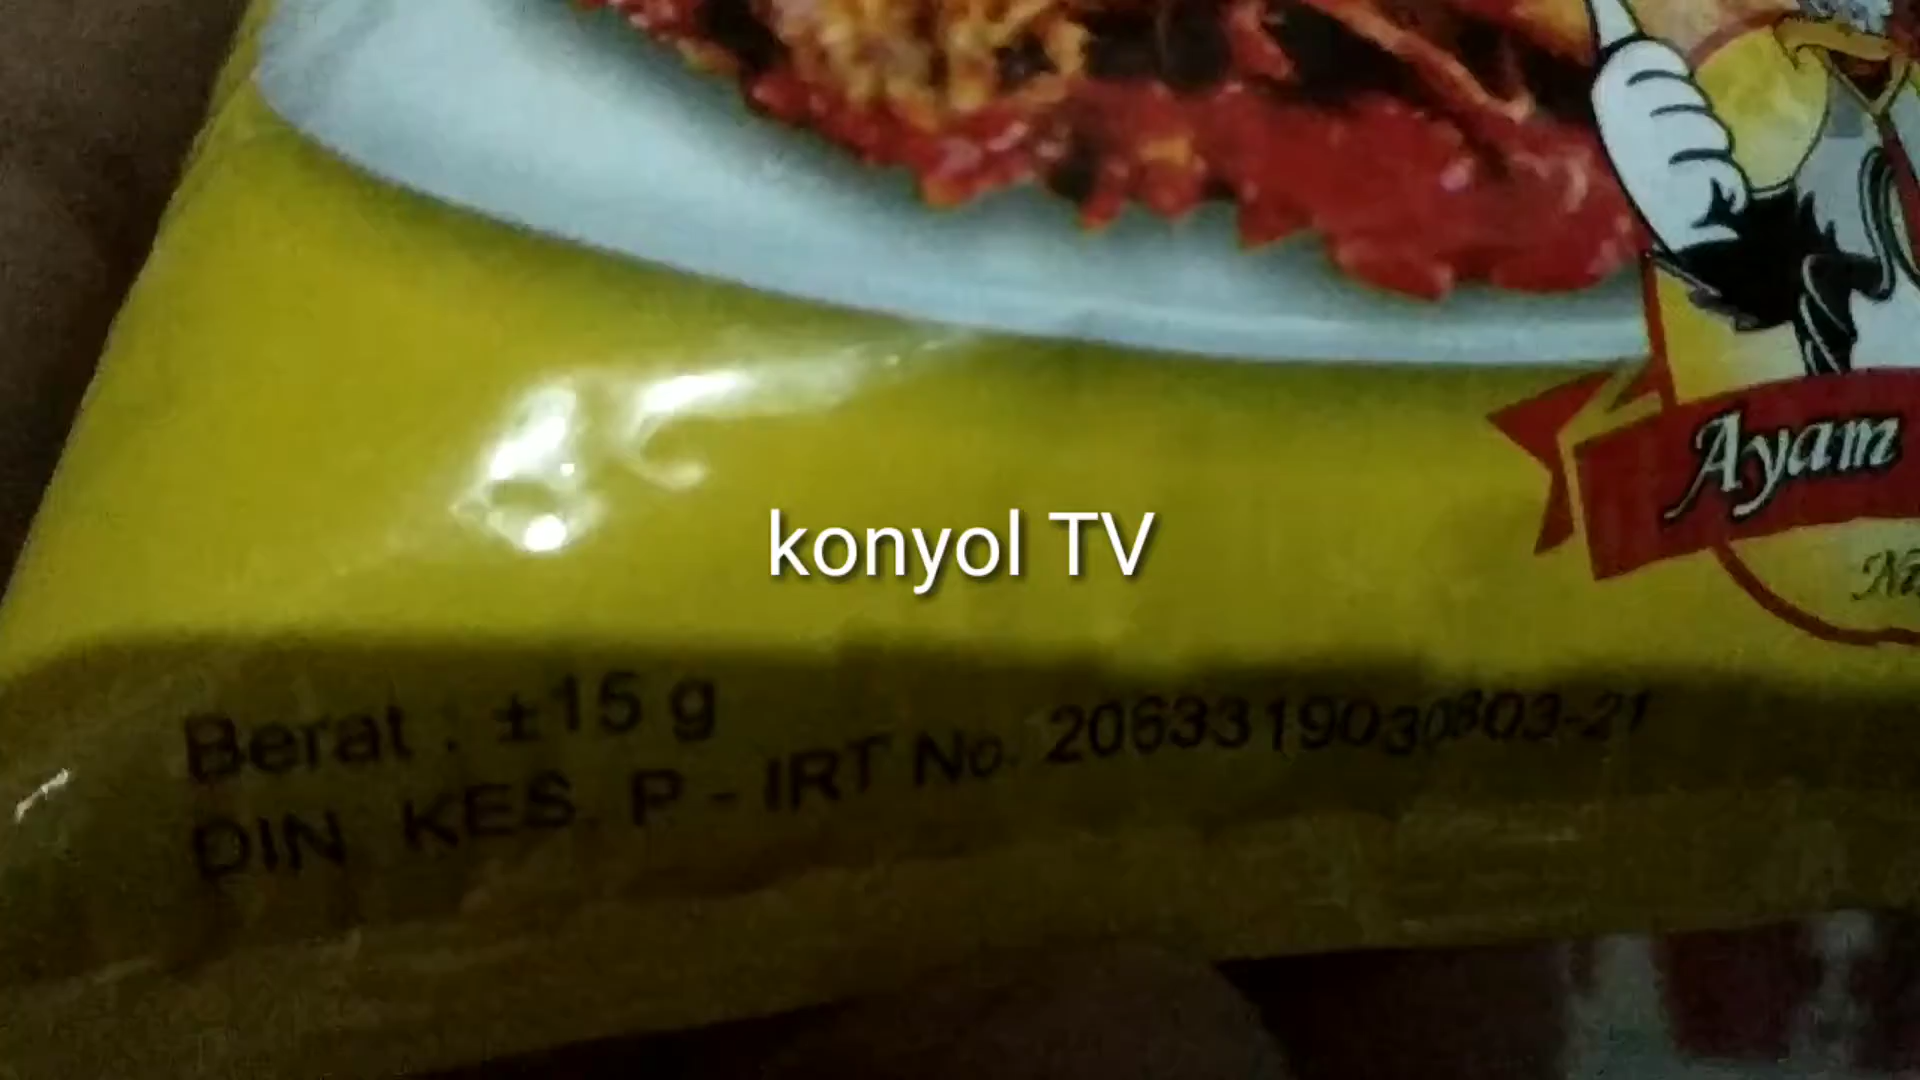 Ayam
konyol TV
Berat : ±15 g
DIN. KES. P - IRT No. 2063319030803-21